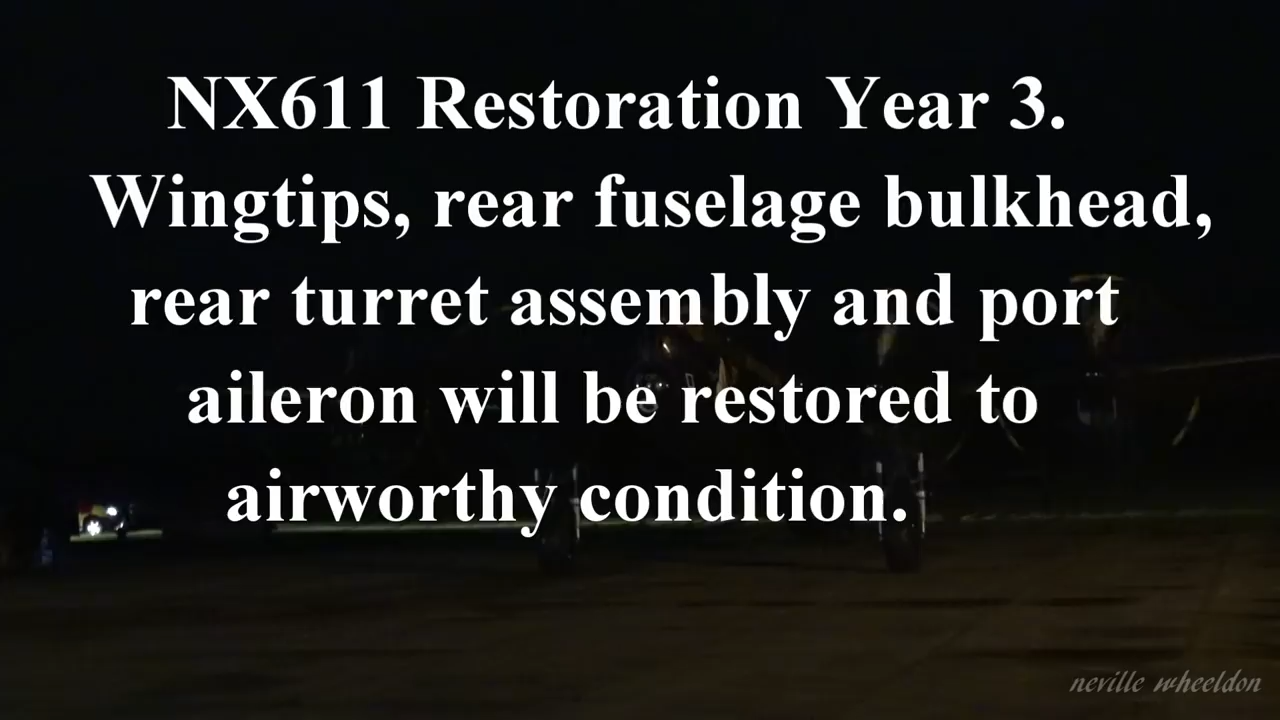 NX611 Restoration Year 3.
Wingtips, rear fuselage bulkhead,
rear turret assembly and port
aileron will be restored to
airworthy condition.
neville wheeldon